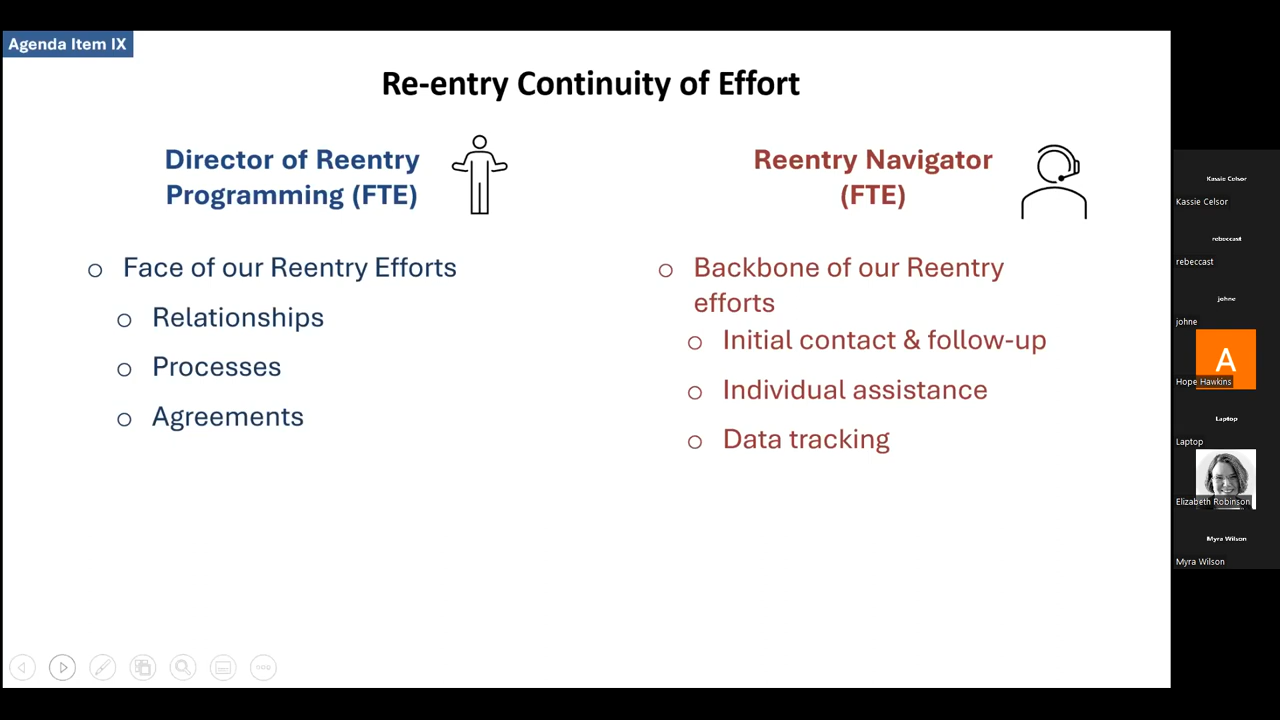 Agenda Item IX
Re-entry Continuity of Effort
Director of Reentry
Programming (FTE)
Face of our Reentry Efforts
Relationships
Processes
Agreements
Reentry Navigator
(FTE)
Backbone of our Reentry
efforts
Initial contact & follow-up
Individual assistance
Data tracking
Kassie Celsor
Kassie Celsor
rebeccast
rebeccast
johne
johne
A
Hope Hawkins
Laptop
Laptop
Elizabeth Robinson
Myra Wilson
Myra Wilson